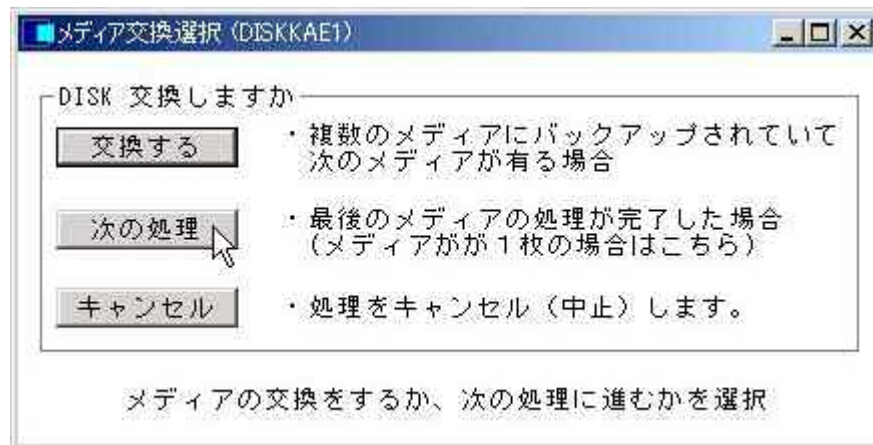 メディア交換選択 (DISKKAE1)
DISK 交換しますか
交換する
・複数のメディアにバックアップされていて
次のメディアが有る場合
次の処理
・最後のメディアの処理が完了した場合
(メディアがが1枚の場合はこちら)
キャンセル
・処理をキャンセル(中止)します。
メディアの交換をするか、次の処理に進むかを選択